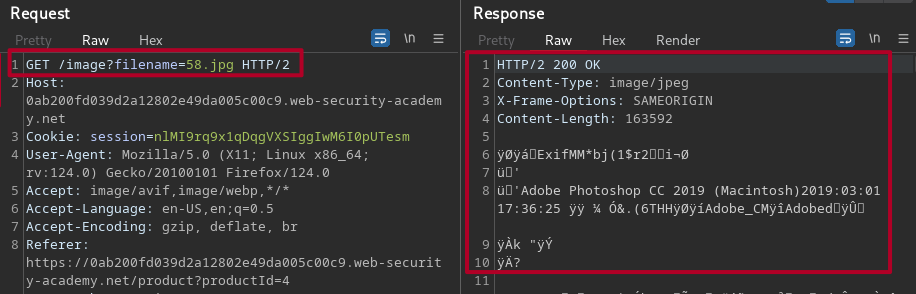 Request
Pretty Raw Hex
\n
1 GET /image?filename=58.jpg HTTP/2
2 Host:
0ab200fd039d2a12802e49da005c00c9.web-security-academ
y.net
3 Cookie: session=nlMI9rq9x1qDqgVXSIggIwM6I0pUTesm
4 User-Agent: Mozilla/5.0 (X11; Linux x86_64;
rv:124.0) Gecko/20100101 Firefox/124.0
5 Accept: image/avif,image/webp,*/*
6 Accept-Language: en-US,en;q=0.5
7 Accept-Encoding: gzip, deflate, br
8 Referer:
https://0ab200fd039d2a12802e49da005c00c9.web-securit
y-academy.net/product?productId=4
Response
Pretty Raw Hex Render
\n
1 HTTP/2 200 OK
2 Content-Type: image/jpeg
3 X-Frame-Options: SAMEORIGIN
4 Content-Length: 163592
5
6 ÿØÿáExifMM*bj(1$r2i¬Ø
7 ü'
8 ü'Adobe Photoshop CC 2019 (Macintosh)2019:03:01
17:36:25 ÿÿ ¼ Ó&.(6THHÿØÿíAdobe_CMÿîAdobedÿÛ
9 ÿÀk "ÿÝ
10 ÿÄ?
11